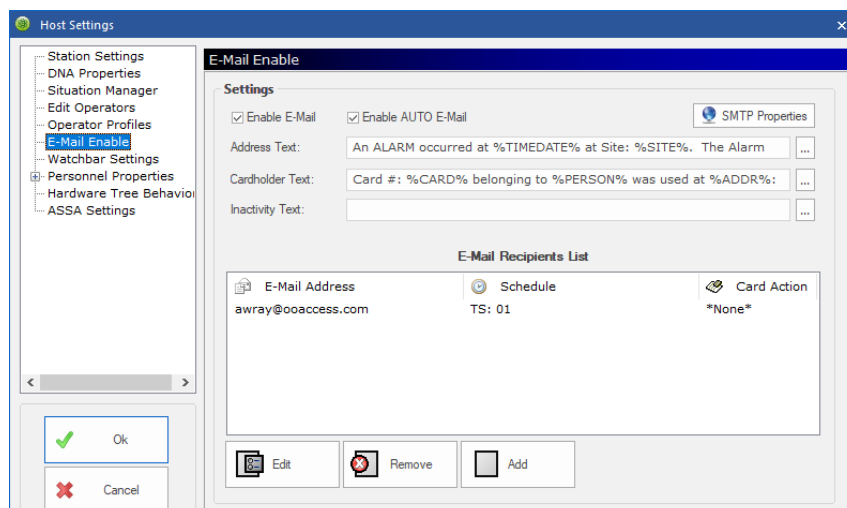 Host Settings
Station Settings
DNA Properties
Situation Manager
Edit Operators
Operator Profiles
E-Mail Enable
Watchbar Settings
Personnel Properties
Hardware Tree Behavior
ASSA Settings
Ok
Cancel
E-Mail Enable
Settings
Enable E-Mail Enable AUTO E-Mail SMTP Properties
Address Text: An ALARM occurred at %TIMEDATE% at Site: %SITE%. The Alarm ...
Cardholder Text: Card #: %CARD% belonging to %PERSON% was used at %ADDR%: ...
Inactivity Text: ...
E-Mail Recipients List
E-Mail Address Schedule Card Action
awray@ooaccess.com TS: 01 *None*
Edit Remove Add